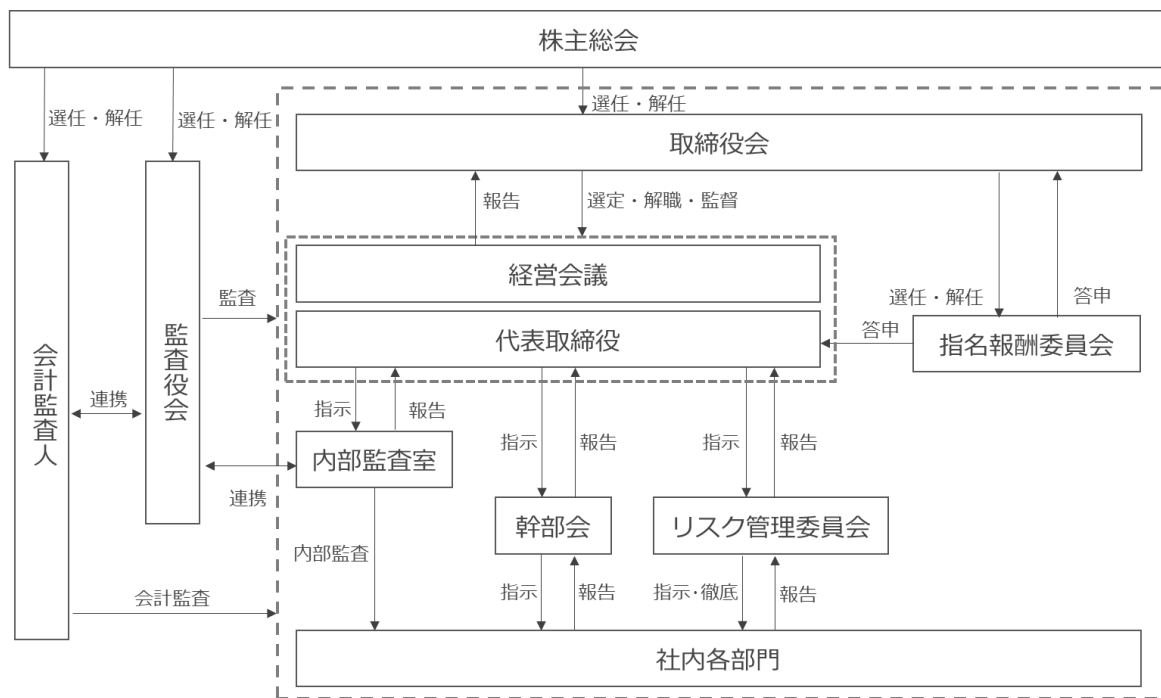 株主総会
選任・解任
選任・解任
選任・解任
取締役会
報告
選定・解職・監督
経営会議
監査
選任・解任
答申
代表取締役
答申
指名報酬委員会
会計監査人
監査役会
連携
指示
報告
指示
報告
指示
報告
内部監査室
連携
幹部会
リスク管理委員会
内部監査
指示
報告
指示・徹底
報告
会計監査
社内各部門